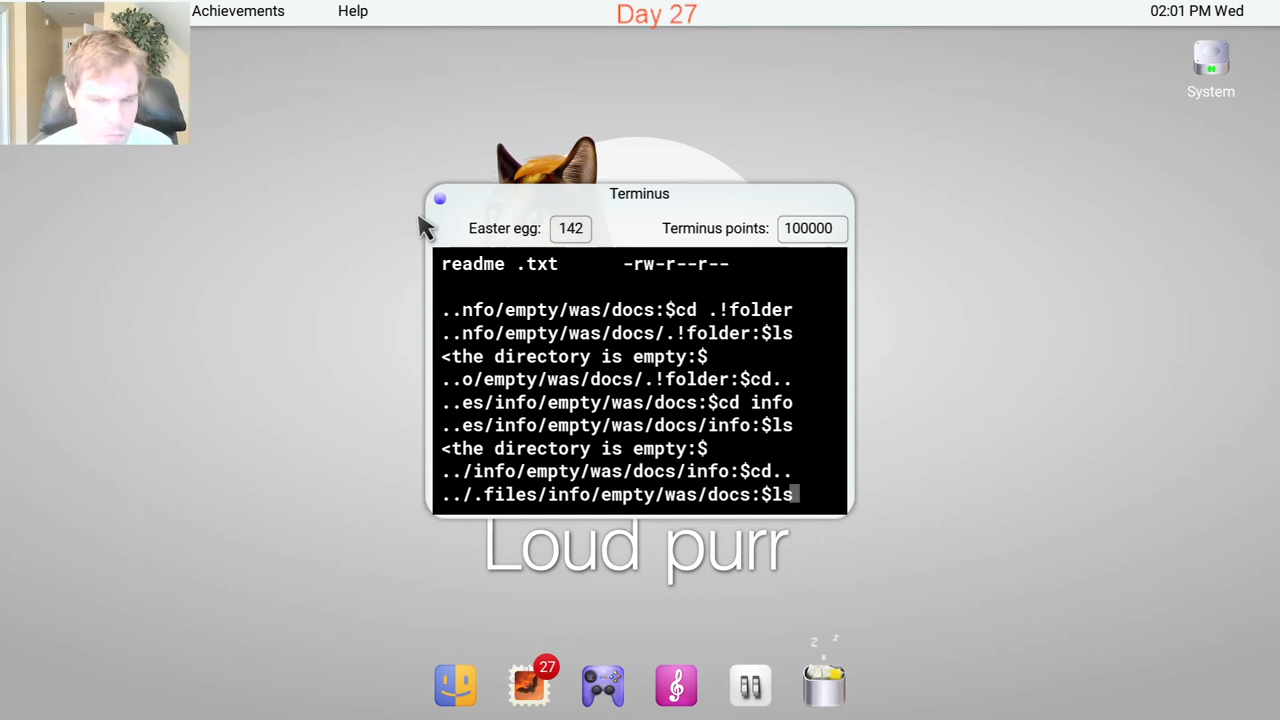 Achievements Help Day 27 02:01 PM Wed
System
Terminus
Easter egg: 142 Terminus points: 100000
readme .txt -rw-r--r--
..nfo/empty/was/docs:$cd .!folder
..nfo/empty/was/docs/.!folder:$ls
<the directory is empty:$
..o/empty/was/docs/.!folder:$cd..
..es/info/empty/was/docs:$cd info
..es/info/empty/was/docs/info:$ls
<the directory is empty:$
../info/empty/was/docs/info:$cd..
../.files/info/empty/was/docs:$ls
Loud purr
z z
z
27